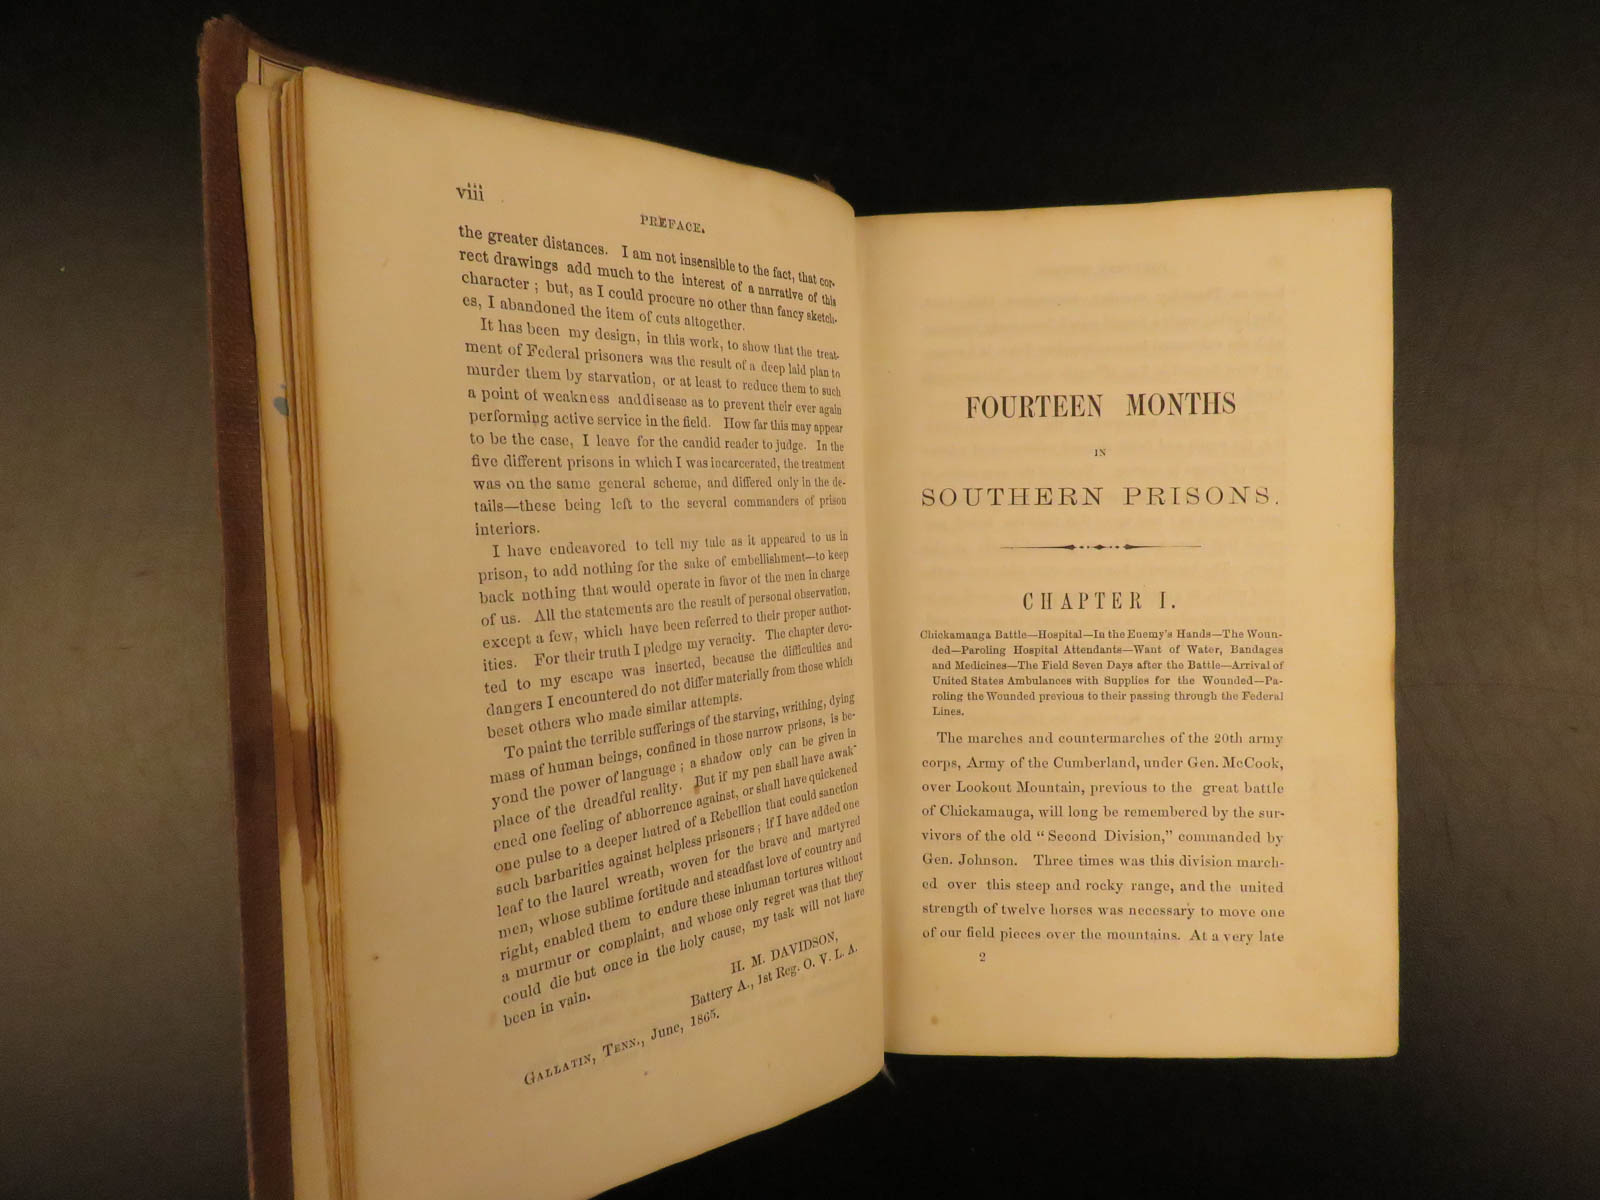 viii
PREFACE.
the greater distances. I am not insensible to the fact, that cor-
rect drawings add much to the interest of a narrative of this
character; but, as I could procure no other than fancy sketch-
es, I abandoned the item of cuts altogether.
It has been my design, in this work, to show that the treat-
ment of Federal prisoners was the result of a deep laid plan to
murder them by starvation, or at least to reduce them to such
a point of weakness and disease as to prevent their ever again
performing active service in the field. How far this may appear
to be the case, I leave for the candid reader to judge. In the
five different prisons in which I was incarcerated, the treatment
was on the same general scheme, and differed only in the de-
tails—these being left to the several commanders of prison
interiors.
I have endeavored to tell my tale as it appeared to us in
prison, to add nothing for the sake of embellishment—to keep
back nothing that would operate in favor ot the men in charge
of us. All the statements are the result of personal observation,
except a few, which have been referred to their proper author-
ities. For their truth I pledge my veracity. The chapter devo-
ted to my escape was inserted, because the difficulties and
dangers I encountered do not differ materially from those which
beset others who made similar attempts.
To paint the terrible sufferings of the starving, writhing, dying
mass of human beings, confined in those narrow prisons, is be-
yond the power of language; a shadow only can be given in
place of the dreadful reality. But if my pen shall have awak-
ened one feeling of abhorrence against, or shall have quickened
one pulse to a deeper hatred of a Rebellion that could sanction
such barbarities against helpless prisoners; if I have added one
leaf to the laurel wreath, woven for the brave and martyred
men, whose sublime fortitude and steadfast love of country and
right, enabled them to endure these inhuman tortures without
a murmur or complaint, and whose only regret was that they
could die but once in the holy cause, my task will not have
been in vain.
H. M. DAVIDSON,
Battery A., 1st Reg. O. V. L. A.
GALLATIN, TENN., June, 1865.
FOURTEEN MONTHS
IN
SOUTHERN PRISONS.
CHAPTER I.
Chickamauga Battle—Hospital—In the Enemy's Hands—The Woun-
ded—Paroling Hospital Attendants—Want of Water, Bandages
and Medicines—The Field Seven Days after the Battle—Arrival of
United States Ambulances with Supplies for the Wounded—Pa-
roling the Wounded previous to their passing through the Federal
Lines.
The marches and countermarches of the 20th army
corps, Army of the Cumberland, under Gen. McCook,
over Lookout Mountain, previous to the great battle
of Chickamauga, will long be remembered by the sur-
vivors of the old "Second Division," commanded by
Gen. Johnson. Three times was this division march-
ed over this steep and rocky range, and the united
strength of twelve horses was necessary to move one
of our field pieces over the mountains. At a very late
2